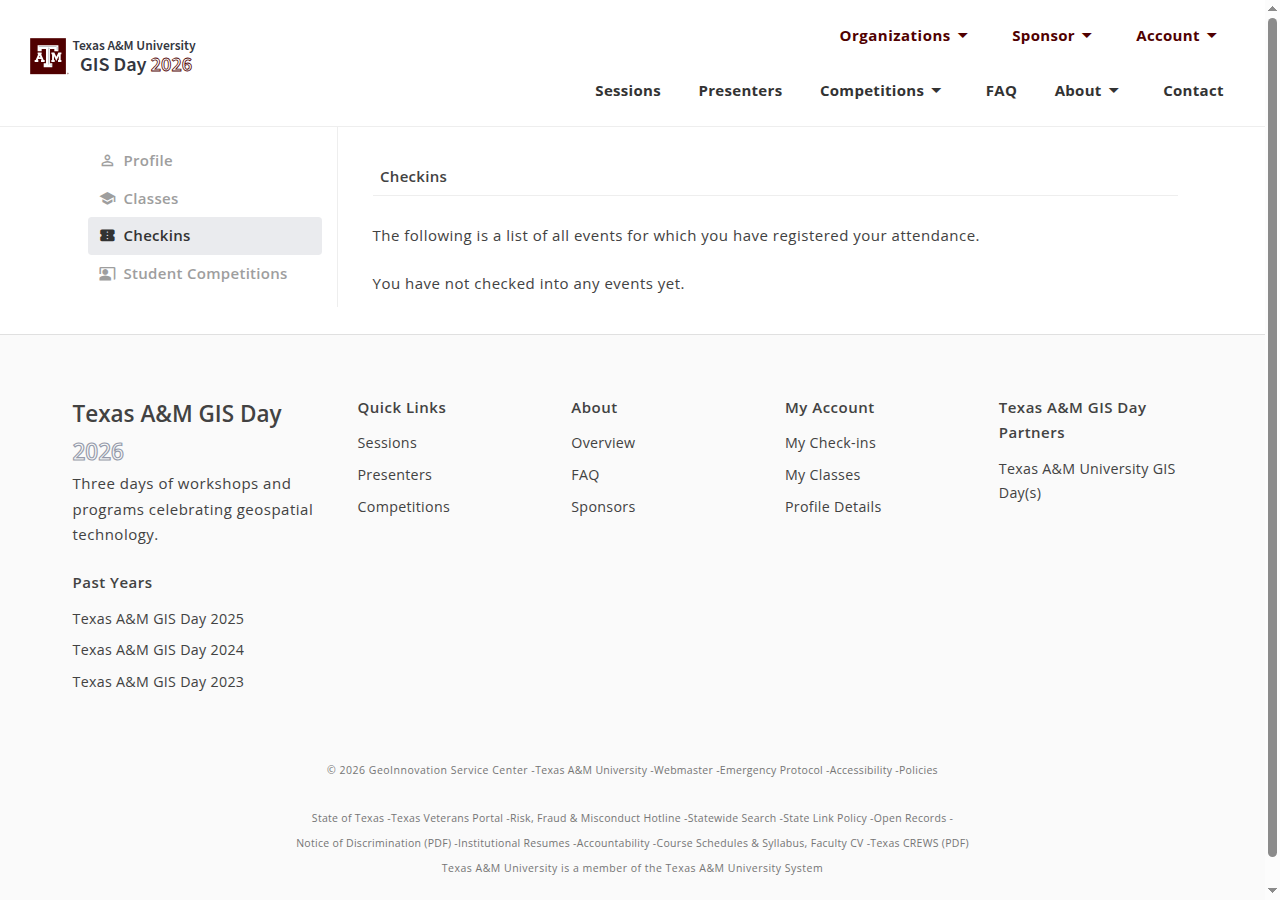 Texas A&M University
GIS Day 2026
Organizations
Sponsor
Account
Sessions
Presenters
Competitions
FAQ
About
Contact
Profile
Classes
Checkins
Student Competitions
Checkins
The following is a list of all events for which you have registered your attendance.
You have not checked into any events yet.
Texas A&M GIS Day
2026
Three days of workshops and
programs celebrating geospatial
technology.
Past Years
Texas A&M GIS Day 2025
Texas A&M GIS Day 2024
Texas A&M GIS Day 2023
Quick Links
Sessions
Presenters
Competitions
About
Overview
FAQ
Sponsors
My Account
My Check-ins
My Classes
Profile Details
Texas A&M GIS Day
Partners
Texas A&M University GIS
Day(s)
© 2026 GeoInnovation Service Center -Texas A&M University -Webmaster -Emergency Protocol -Accessibility -Policies
State of Texas -Texas Veterans Portal -Risk, Fraud & Misconduct Hotline -Statewide Search -State Link Policy -Open Records -
Notice of Discrimination (PDF) -Institutional Resumes -Accountability -Course Schedules & Syllabus, Faculty CV -Texas CREWS (PDF)
Texas A&M University is a member of the Texas A&M University System